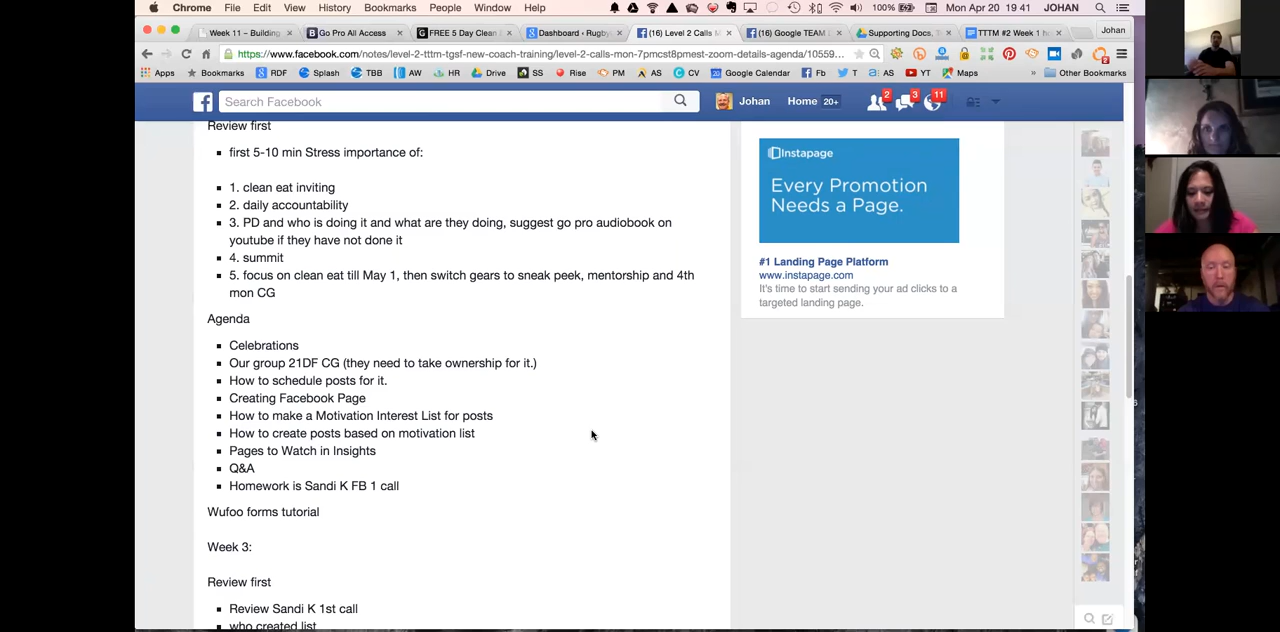 Chrome File Edit View History Bookmarks People Window Help 100% Mon Apr 20 19 41 JOHAN
Week 11 – Building Go Pro All Access FREE 5 Day Clean Dashboard ‹ Rugby (16) Level 2 Calls (16) Google TEAM Supporting Docs, TTTM #2 Week 1 Johan
https://www.facebook.com/notes/level-2-tttm-tgsf-new-coach-training/level-2-calls-mon-7pmcst8pmest-zoom-details-agenda/10559...
Apps Bookmarks RDF Splash TBB AW HR Drive SS Rise PM AS CV Google Calendar Fb T AS YT Maps Other Bookmarks
Search Facebook Johan Home 20+ 2 3 11
Review first
first 5-10 min Stress importance of:
1. clean eat inviting
2. daily accountability
3. PD and who is doing it and what are they doing, suggest go pro audiobook on
youtube if they have not done it
4. summit
5. focus on clean eat till May 1, then switch gears to sneak peek, mentorship and 4th
mon CG
Agenda
Celebrations
Our group 21DF CG (they need to take ownership for it.)
How to schedule posts for it.
Creating Facebook Page
How to make a Motivation Interest List for posts
How to create posts based on motivation list
Pages to Watch in Insights
Q&A
Homework is Sandi K FB 1 call
Wufoo forms tutorial
Week 3:
Review first
Review Sandi K 1st call
who created list
Instapage
Every Promotion
Needs a Page.
#1 Landing Page Platform
www.instapage.com
It's time to start sending your ad clicks to a
targeted landing page.